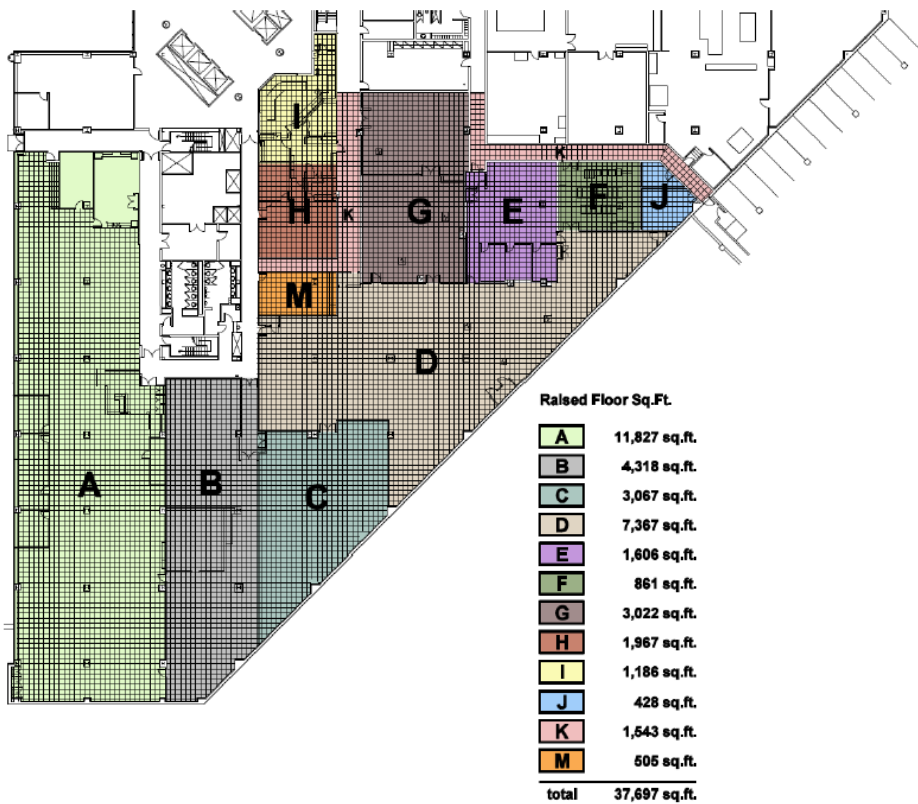 I
K
H
K
G
E
F
J
M
D
A
B
C
Raised Floor Sq.Ft.
A 11,827 sq.ft.
B 4,318 sq.ft.
C 3,067 sq.ft.
D 7,367 sq.ft.
E 1,606 sq.ft.
F 861 sq.ft.
G 3,022 sq.ft.
H 1,967 sq.ft.
I 1,186 sq.ft.
J 428 sq.ft.
K 1,543 sq.ft.
M 505 sq.ft.
total 37,697 sq.ft.